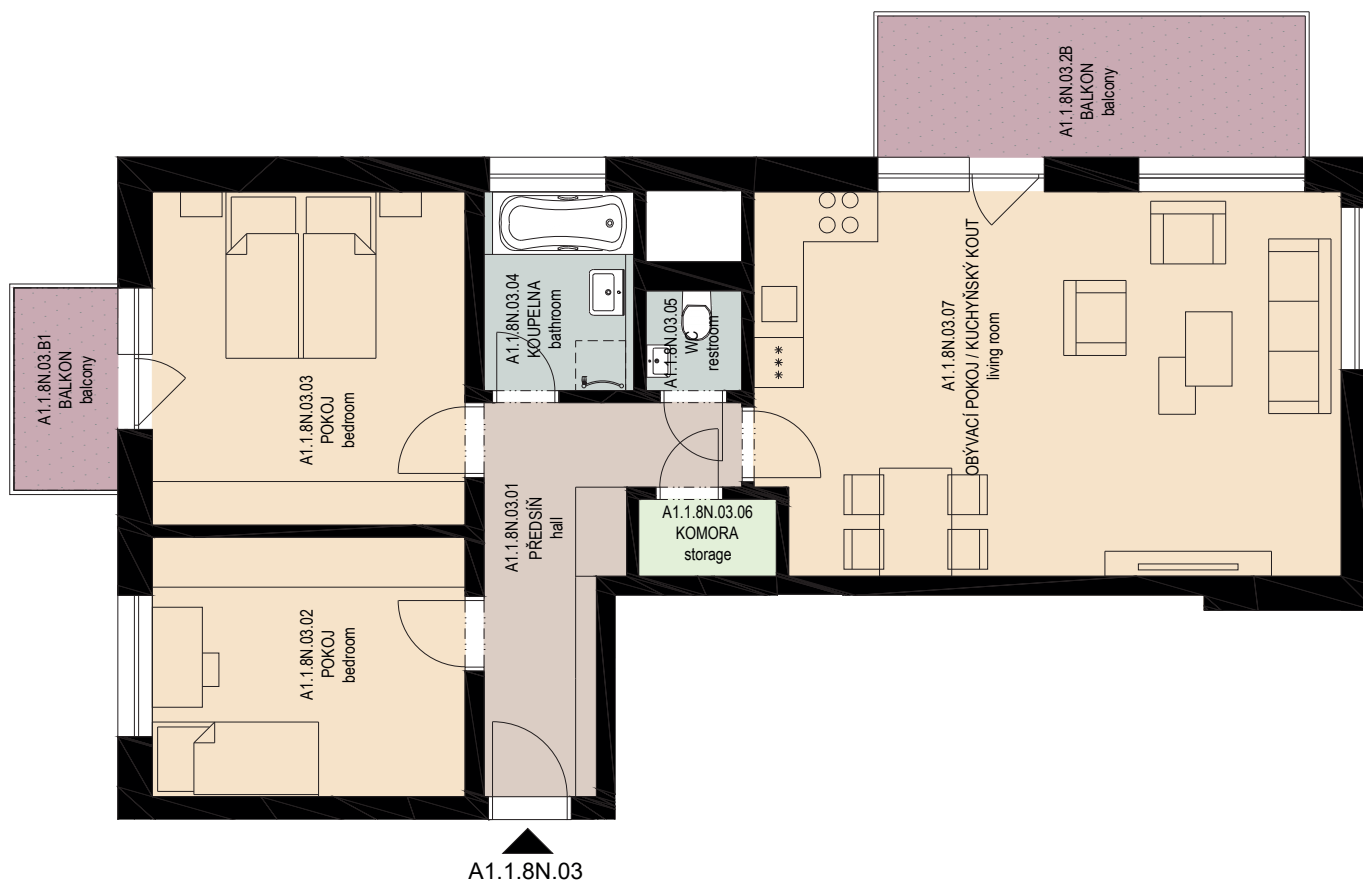 A1.1.8N.03.2B
BALKON
balcony
A1.1.8N.03.B1
BALKON
balcony
A1.1.8N.03.03
POKOJ
bedroom
A1.1.8N.03.04
KOUPELNA
bathroom
A1.1.8N.03.05
WC
restroom
A1.1.8N.03.07
OBÝVACÍ POKOJ / KUCHYŇSKÝ KOUT
living room
***
A1.1.8N.03.01
PŘEDSÍŇ
hall
A1.1.8N.03.06
KOMORA
storage
A1.1.8N.03.02
POKOJ
bedroom
A1.1.8N.03